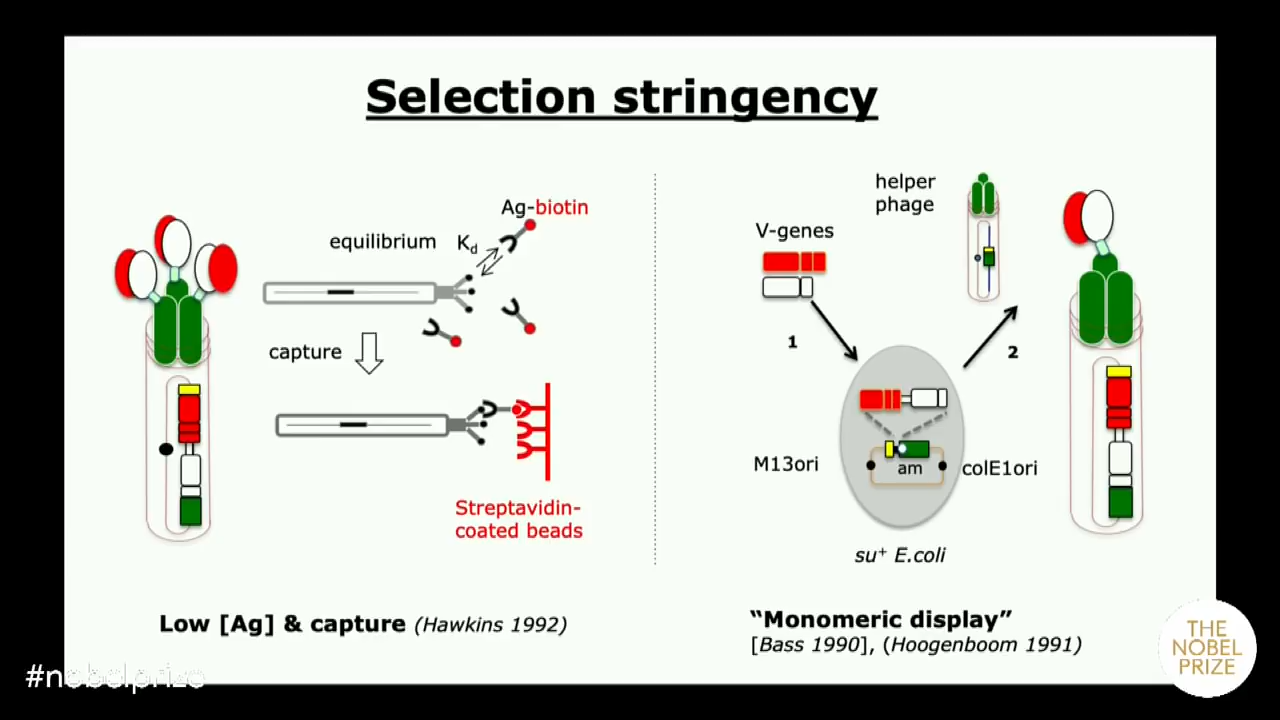 Selection stringency
Ag-biotin
equilibrium
Kd
capture
Streptavidin-
coated beads
Low [Ag] & capture (Hawkins 1992)
helper
phage
V-genes
1
2
M13ori
am
colE1ori
su+ E.coli
“Monomeric display”
[Bass 1990], (Hoogenboom 1991)
THE
NOBEL
PRIZE
#nobelprize